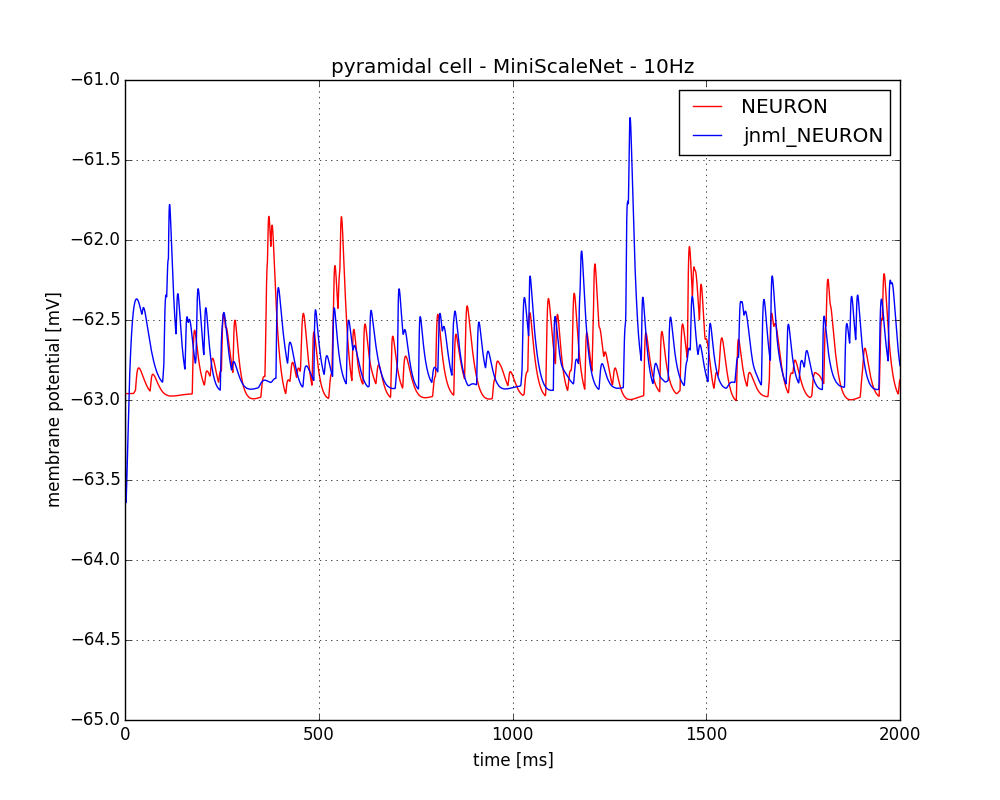 pyramidal cell - MiniScaleNet - 10Hz
NEURON
jnml_NEURON
membrane potential [mV]
−61.0
−61.5
−62.0
−62.5
−63.0
−63.5
−64.0
−64.5
−65.0
0 500 1000 1500 2000
time [ms]